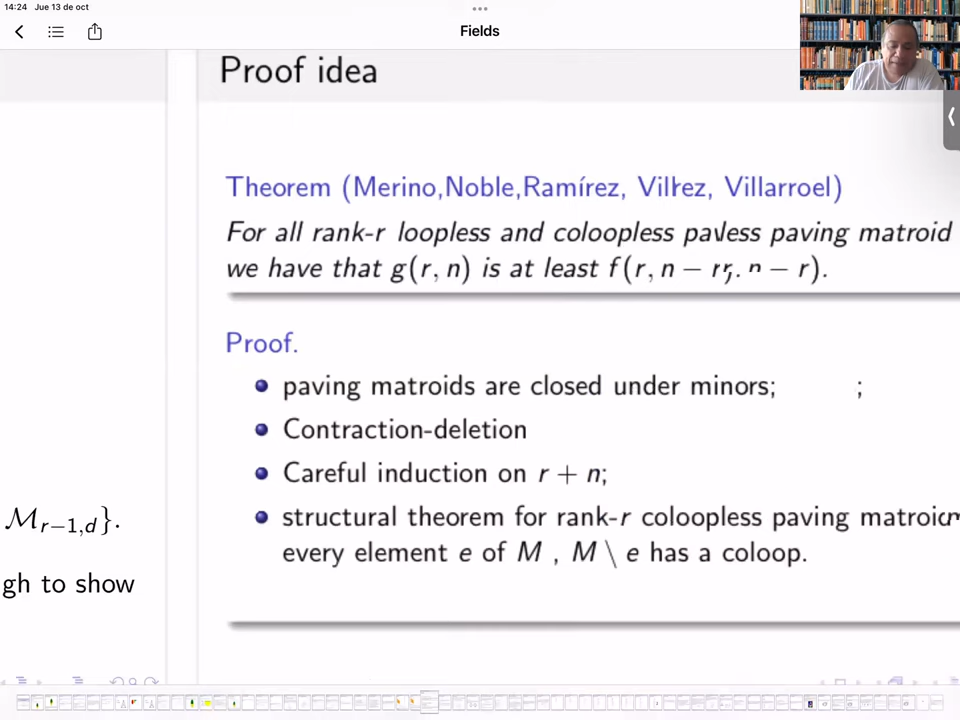 14:24 Jue 13 de oct
Fields
Proof idea
Theorem (Merino,Noble,Ramírez, Villarroel)
For all rank-r loopless and coloopless paving matroid
we have that g(r, n) is at least f(r, n − r).
Proof.
paving matroids are closed under minors; ;
Contraction-deletion
Careful induction on r + n;
structural theorem for rank-r coloopless paving
every element e of M , M \ e has a coloop.
M_{r−1,d}}.
gh to show